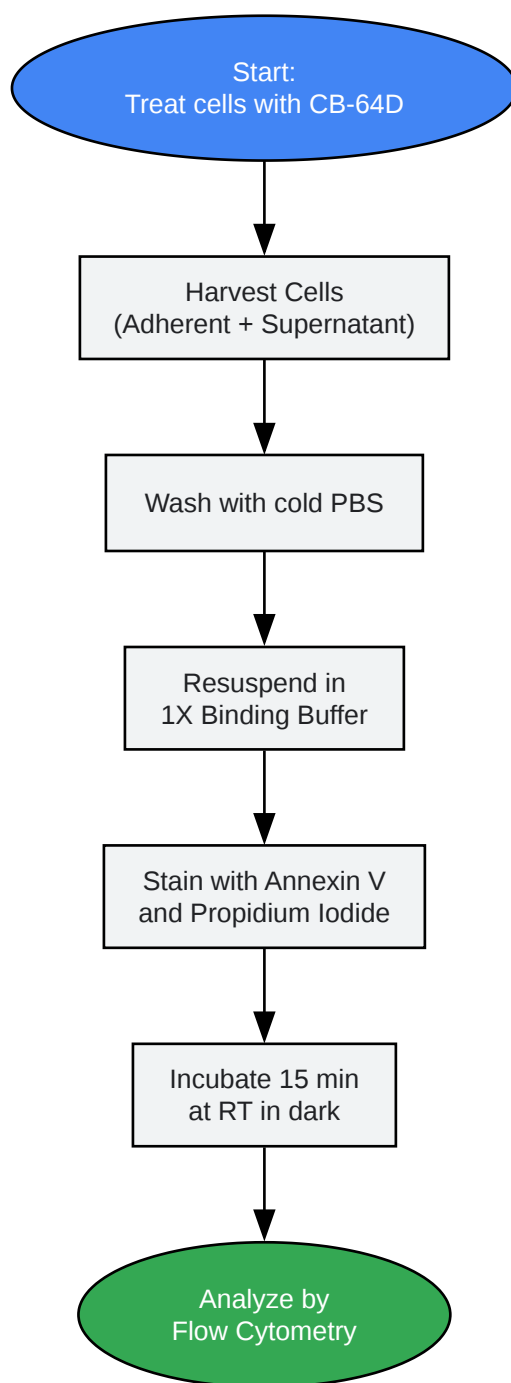 Start:
Treat cells with CB-64D
Harvest Cells
(Adherent + Supernatant)
Wash with cold PBS
Resuspend in
1X Binding Buffer
Stain with Annexin V
and Propidium Iodide
Incubate 15 min
at RT in dark
Analyze by
Flow Cytometry